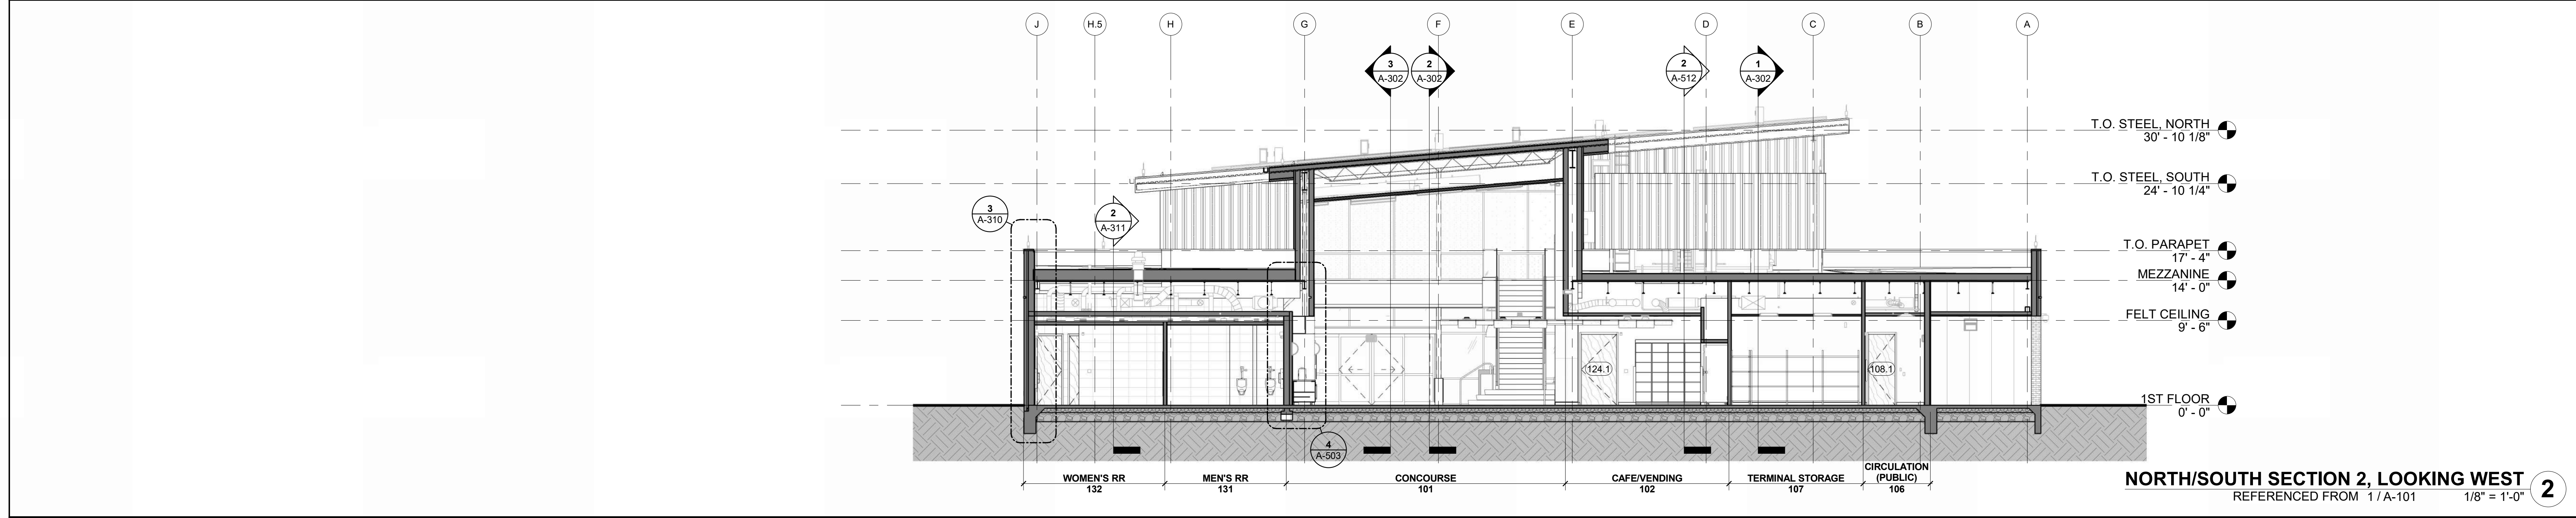 J
H.5
H
G
F
E
D
C
B
A
3
A-302
2
A-302
2
A-512
1
A-302
T.O. STEEL, NORTH
30' - 10 1/8"
T.O. STEEL, SOUTH
24' - 10 1/4"
3
A-310
2
A-311
T.O. PARAPET
17' - 4"
MEZZANINE
14' - 0"
FELT CEILING
9' - 6"
124.1
108.1
1ST FLOOR
0' - 0"
4
A-503
WOMEN'S RR
132
MEN'S RR
131
CONCOURSE
101
CAFE/VENDING
102
TERMINAL STORAGE
107
CIRCULATION
(PUBLIC)
106
NORTH/SOUTH SECTION 2, LOOKING WEST
REFERENCED FROM 1 / A-101 1/8" = 1'-0"
2